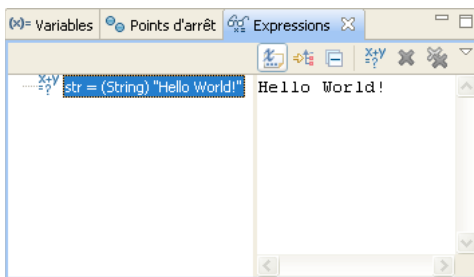 (x)= Variables Points d'arrêt Expressions
str = (String) "Hello World!" Hello World!